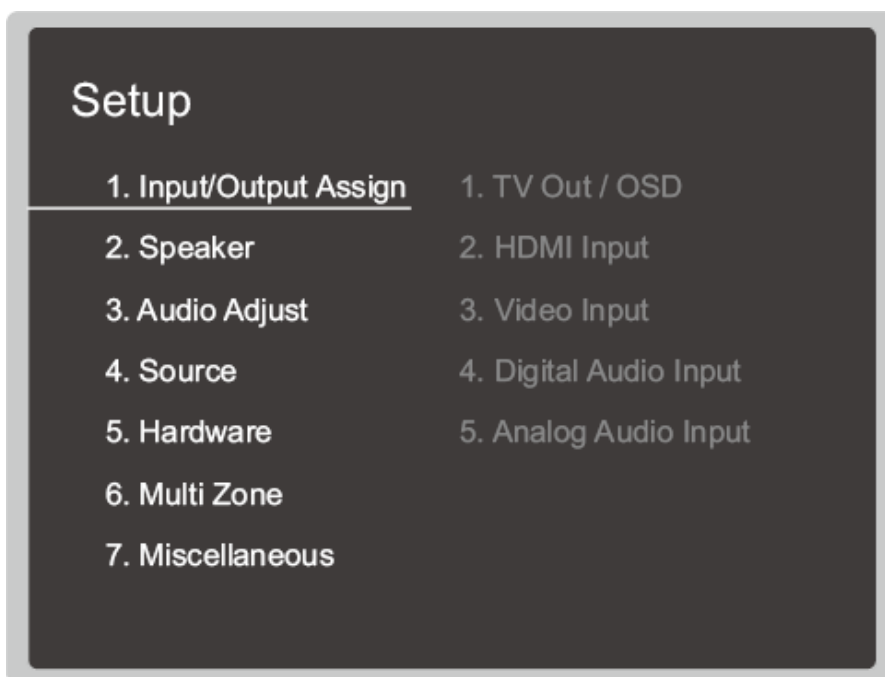 Setup
1. Input/Output Assign
2. Speaker
3. Audio Adjust
4. Source
5. Hardware
6. Multi Zone
7. Miscellaneous
1. TV Out / OSD
2. HDMI Input
3. Video Input
4. Digital Audio Input
5. Analog Audio Input